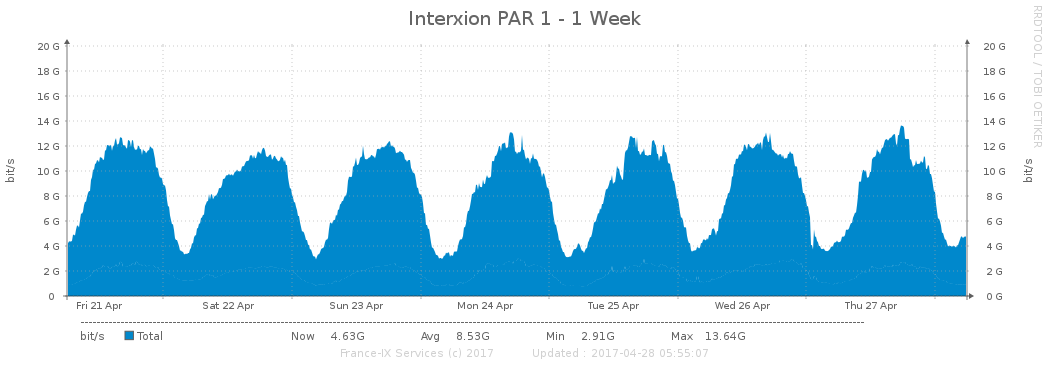 Interxion PAR 1 - 1 Week
RRDTOOL / TOBI OETIKER
bit/s
20 G
18 G
16 G
14 G
12 G
10 G
8 G
6 G
4 G
2 G
0
20 G
18 G
16 G
14 G
12 G
10 G
8 G
6 G
4 G
2 G
0 G
bit/s
Fri 21 Apr Sat 22 Apr Sun 23 Apr Mon 24 Apr Tue 25 Apr Wed 26 Apr Thu 27 Apr
bit/s Total Now 4.63G Avg 8.53G Min 2.91G Max 13.64G
France-IX Services (c) 2017 Updated : 2017-04-28 05:55:07